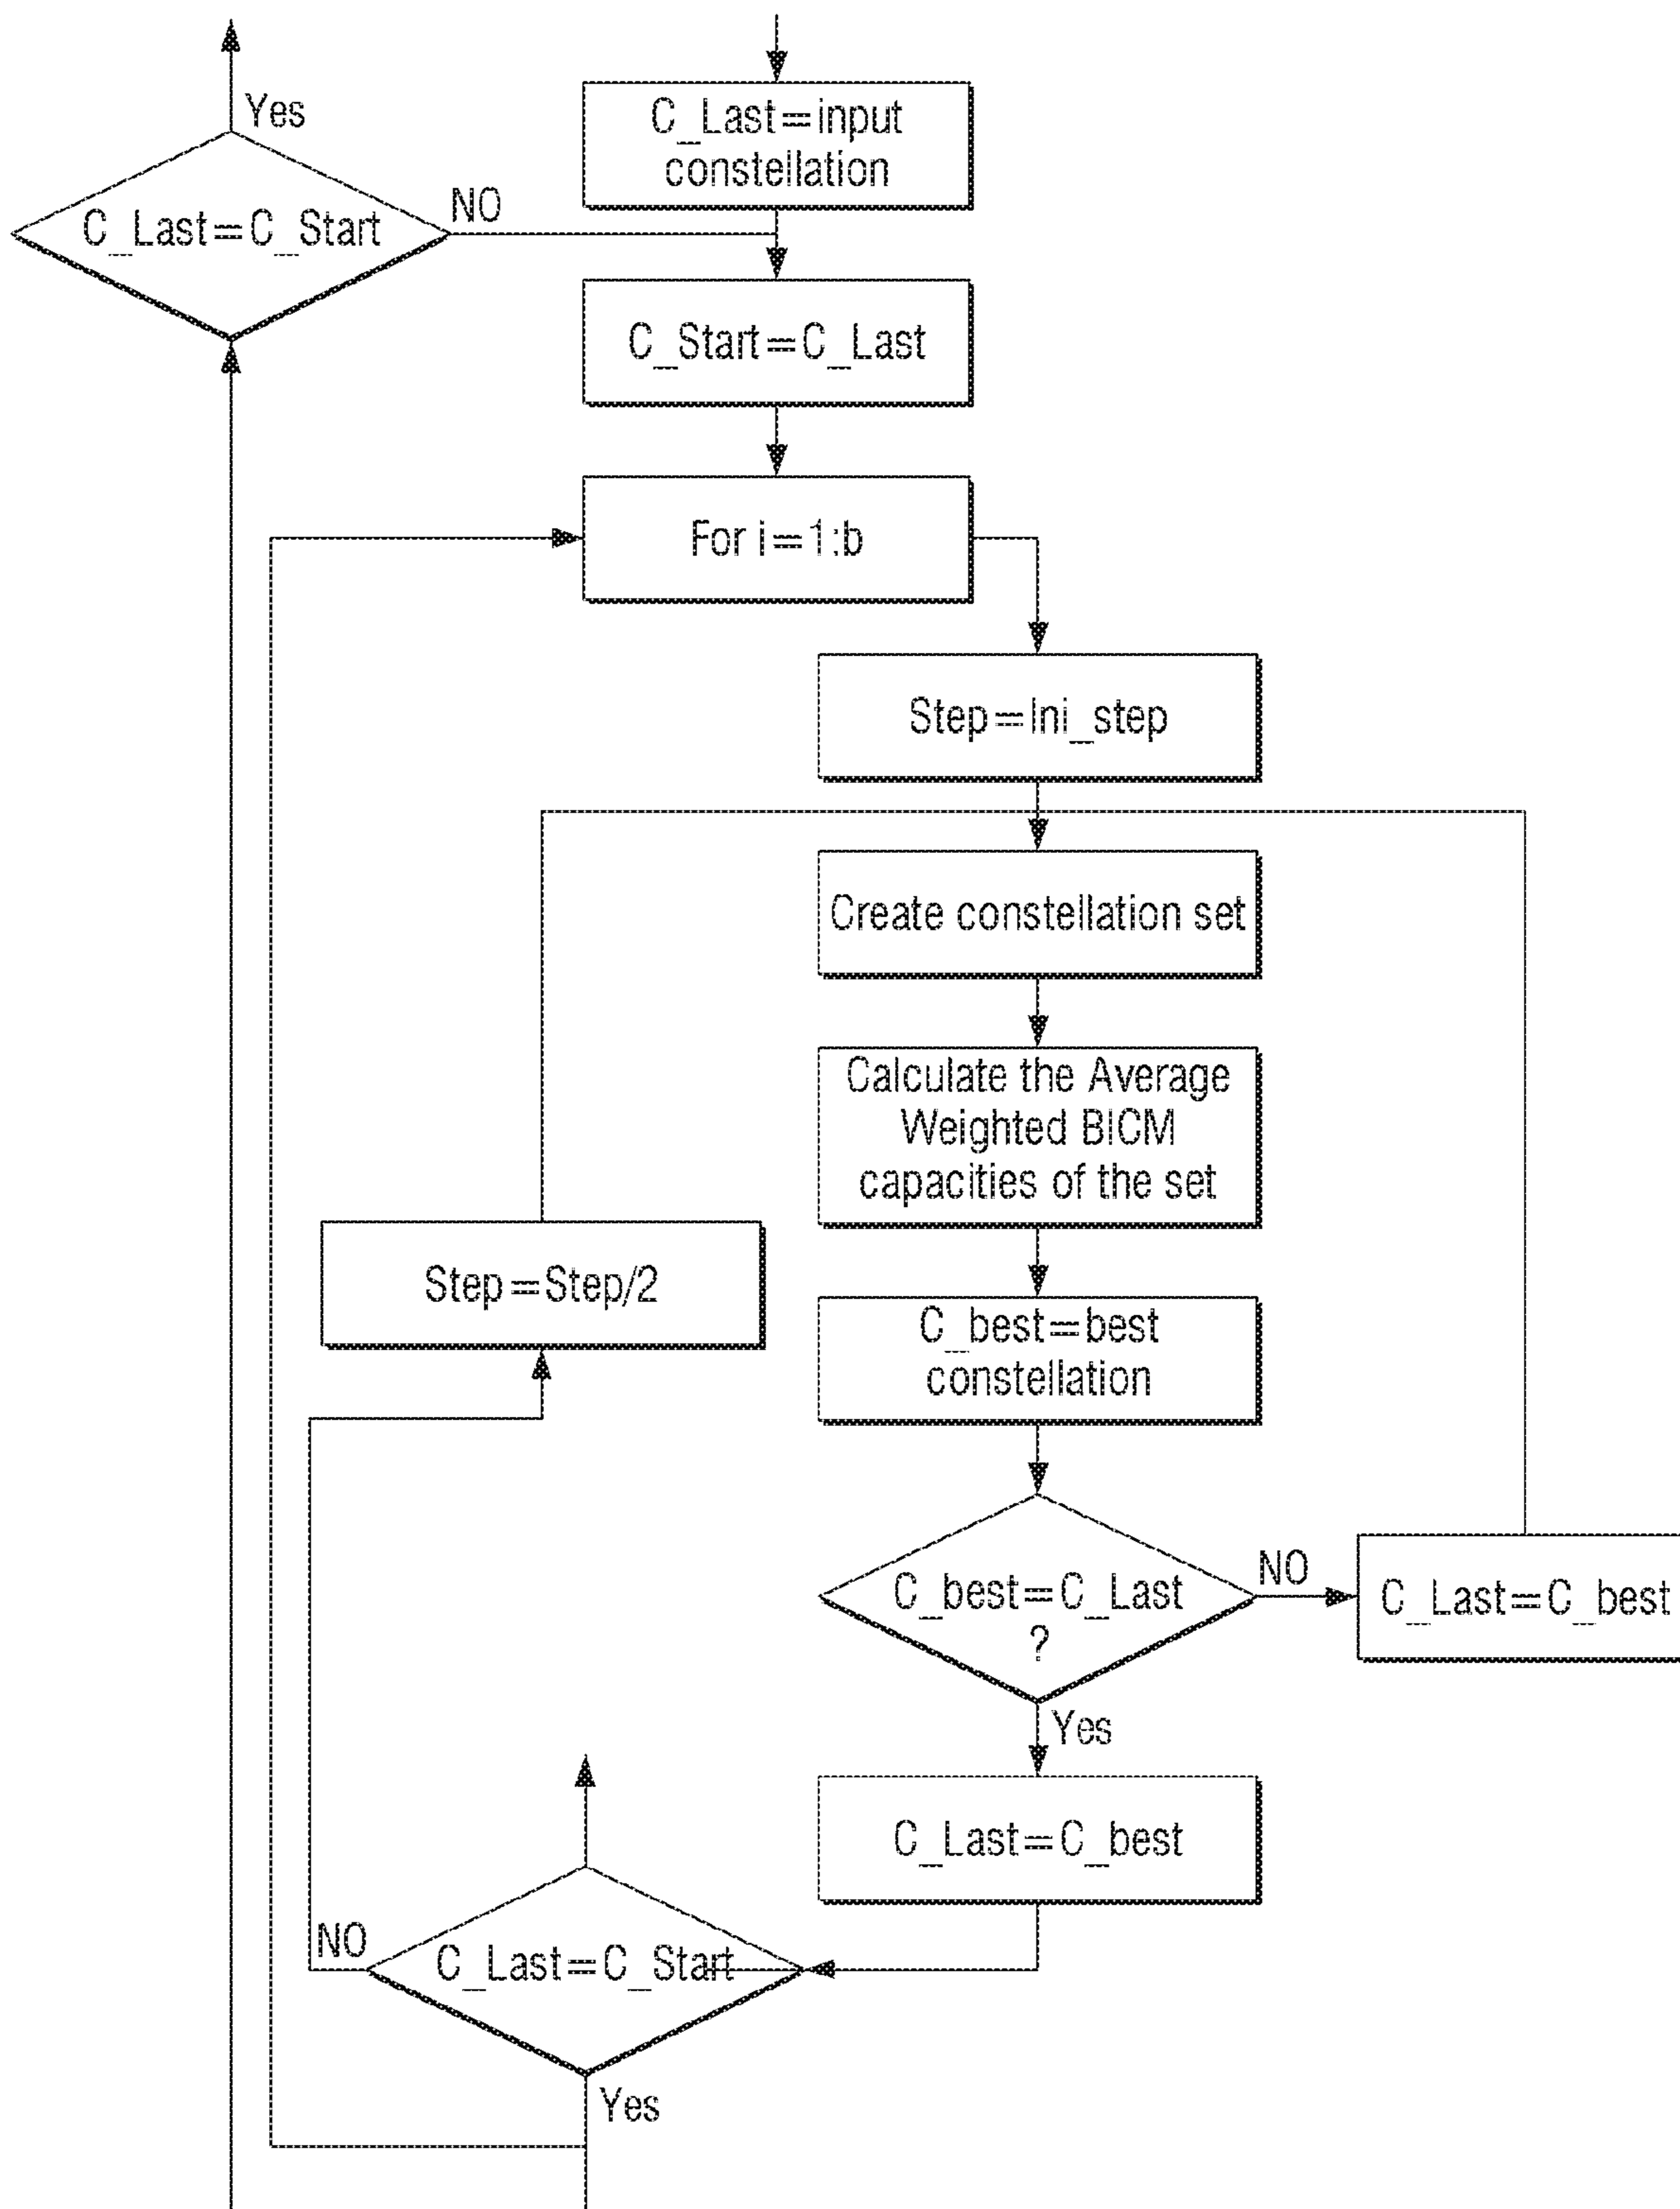 Yes
C_Last=input
constellation
C_Last=C_Start
NO
C_Start=C_Last
For i=1:b
Step=Ini_step
Create constellation set
Calculate the Average
Weighted BICM
capacities of the set
Step=Step/2
C_best=best
constellation
C_best=C_Last
?
NO
C_Last=C_best
Yes
C_Last=C_best
NO
C_Last=C_Start
Yes